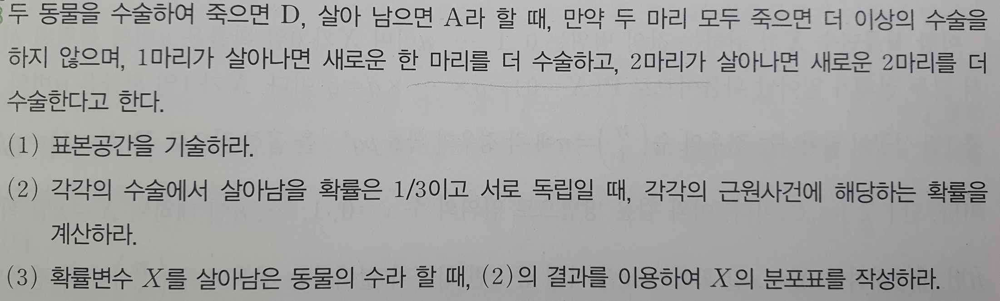 두 동물을 수술하여 죽으면 D, 살아 남으면 A라 할 때, 만약 두 마리 모두 죽으면 더 이상의 수술을
하지 않으며, 1마리가 살아나면 새로운 한 마리를 더 수술하고, 2마리가 살아나면 새로운 2마리를 더
수술한다고 한다.
(1) 표본공간을 기술하라.
(2) 각각의 수술에서 살아남을 확률은 1/3이고 서로 독립일 때, 각각의 근원사건에 해당하는 확률을
계산하라.
(3) 확률변수 X를 살아남은 동물의 수라 할 때, (2)의 결과를 이용하여 X의 분포표를 작성하라.